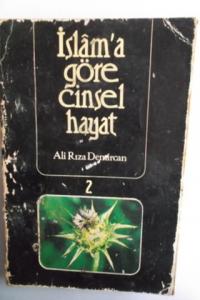 İslâm'a
göre
cinsel
hayat
Ali Rıza Demircan
2